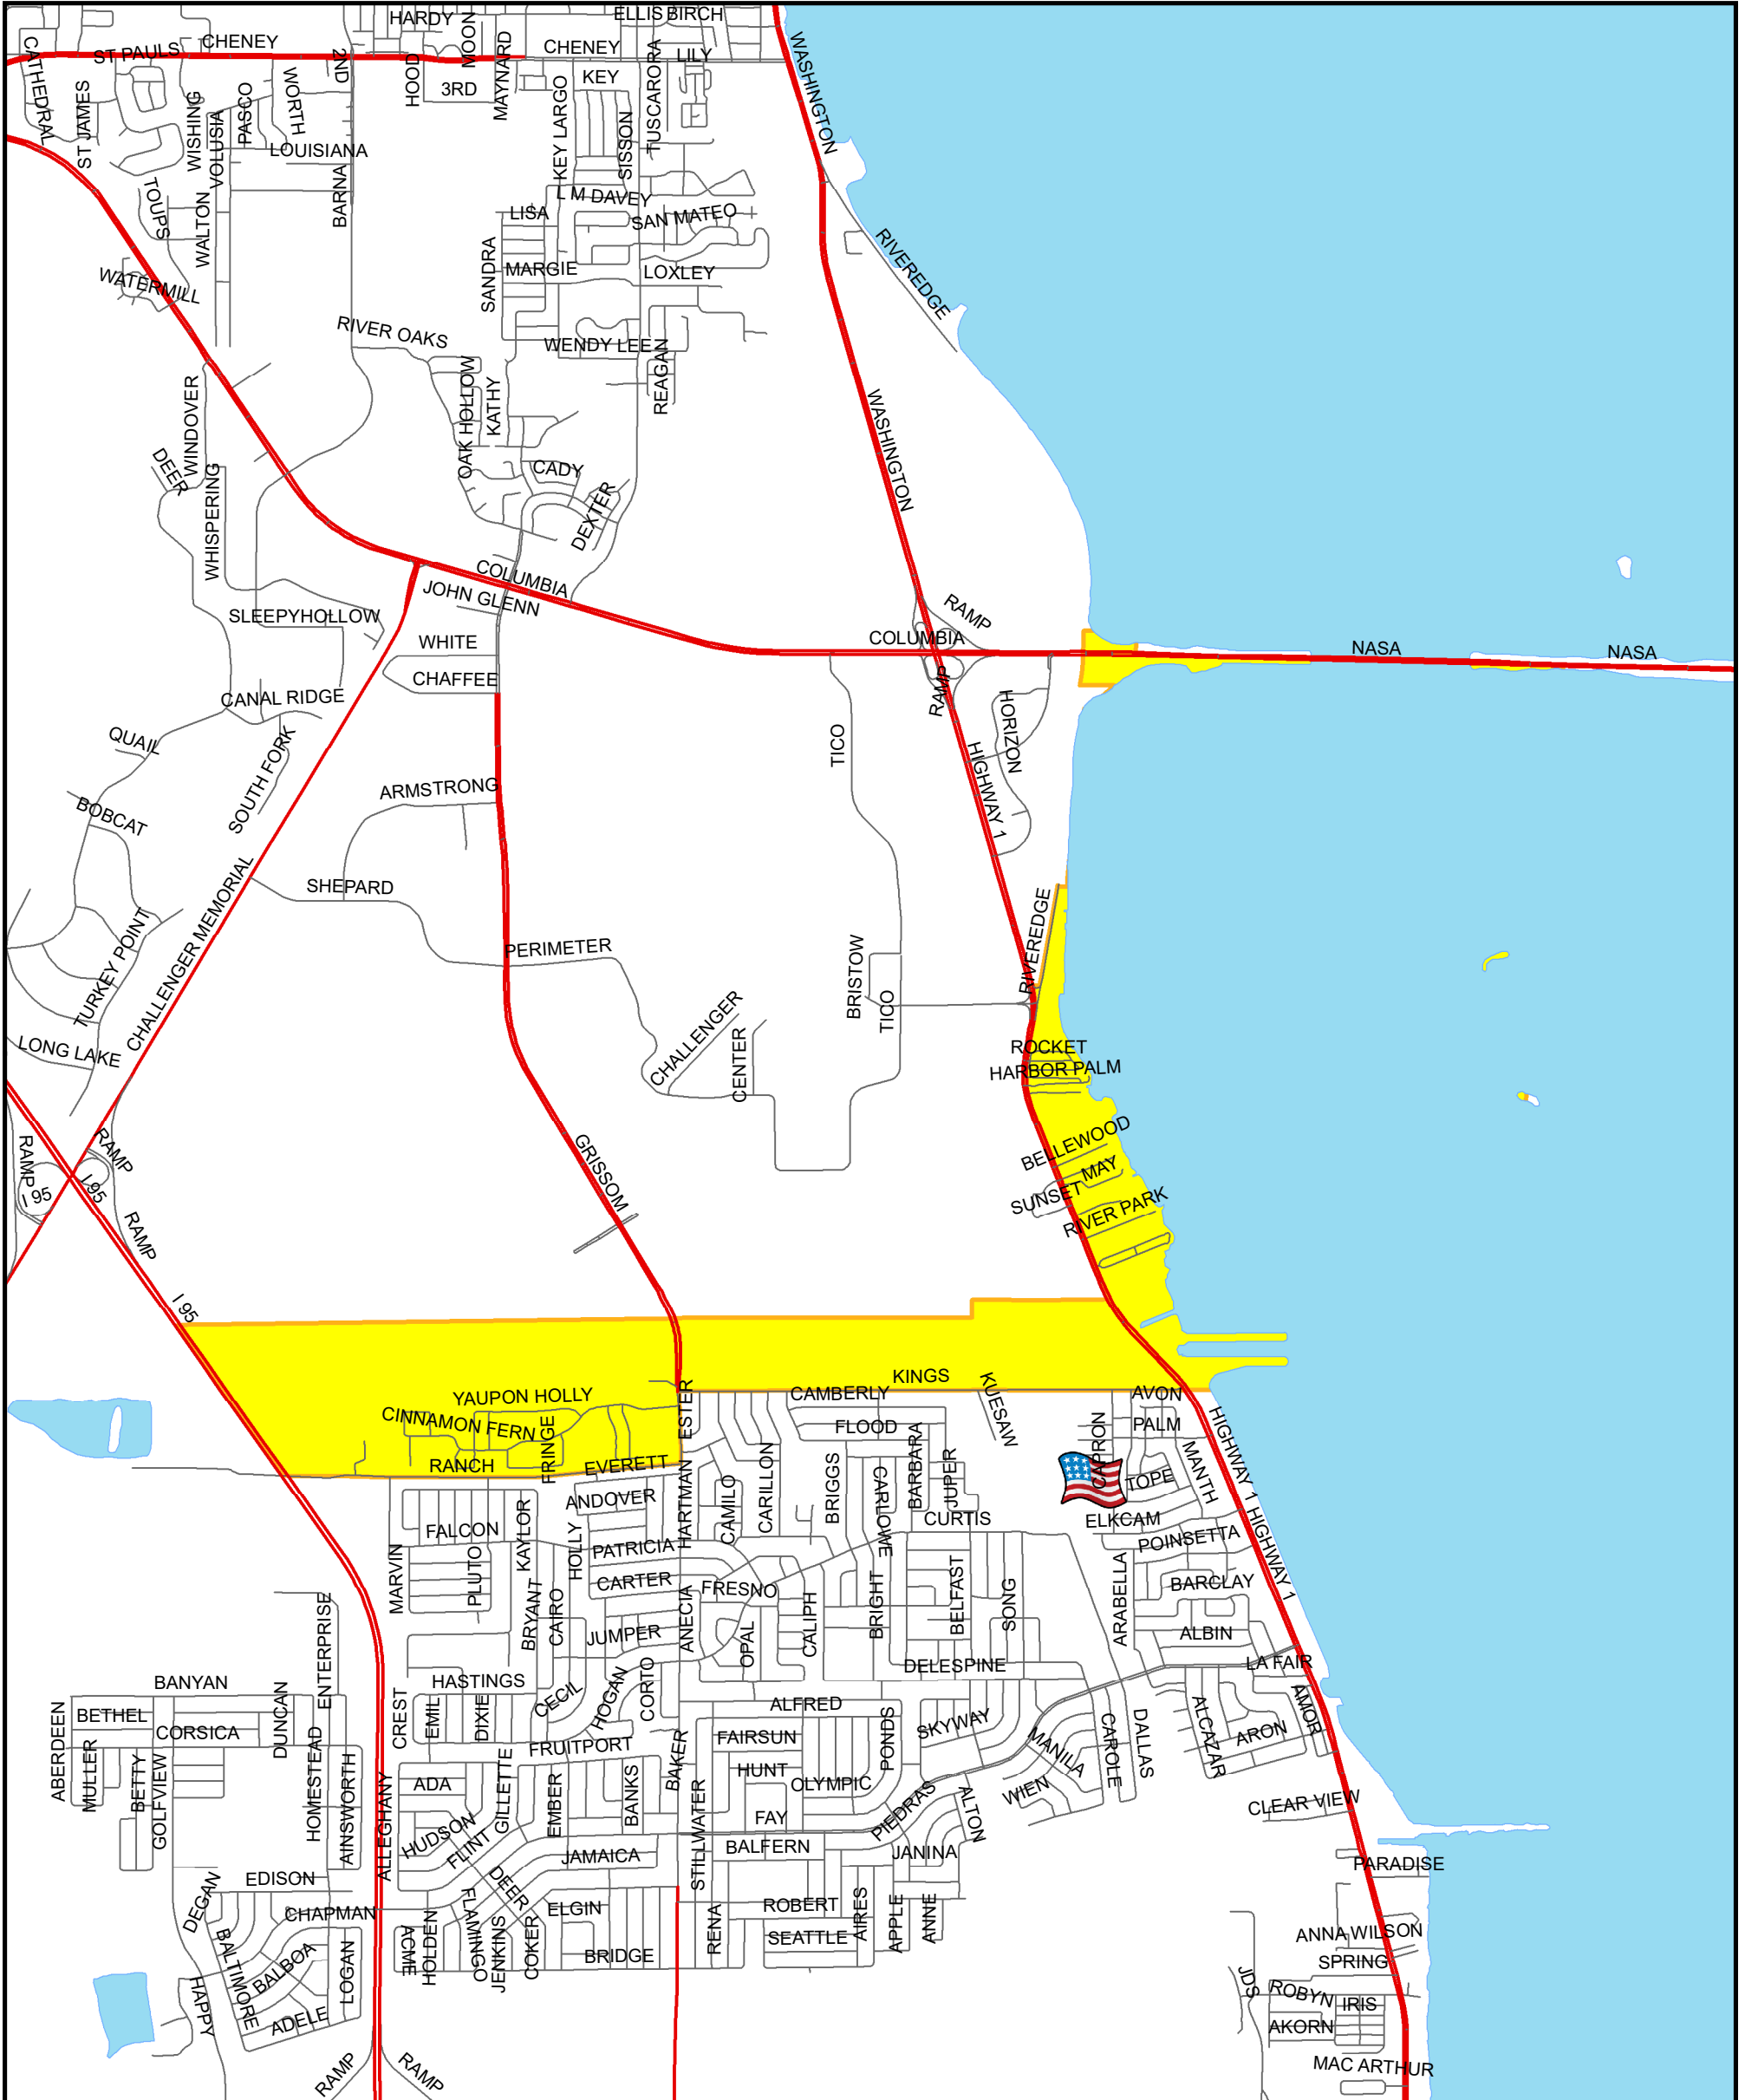 HARDY
MOON
ELLIS BIRCH
CATHEDRAL
ST PAULS
CHENEY
2ND
HOOD
MAYNARD
CHENEY
LILY
WASHINGTON
ST JAMES
WISHING
VOLUSIA
PASCO
WORTH
3RD
KEY LARGO
KEY
SISSON
TUSCARORA
LOUISIANA
BARNA
TOUPS
WALTON
L M DAVEY
LISA
SAN MATEO
SANDRA
MARGIE
LOXLEY
RIVEREDGE
WATERMILL
RIVER OAKS
WENDY LEE
REAGAN
WINDOVER
OAK HOLLOW
KATHY
WASHINGTON
DEER
WHISPERING
CADY
DEXTER
COLUMBIA
JOHN GLENN
SLEEPYHOLLOW
WHITE
CHAFFEE
RAMP
COLUMBIA
NASA
NASA
RAMP
CANAL RIDGE
QUAIL
SOUTH FORK
TICO
HORIZON
HIGHWAY 1
BOBCAT
ARMSTRONG
CHALLENGER MEMORIAL
SHEPARD
TURKEY POINT
PERIMETER
BRISTOW
TICO
RIVEREDGE
LONG LAKE
CHALLENGER
CENTER
ROCKET
HARBOR PALM
RAMP
RAMP
I 95
I 95
RAMP
GRISSOM
BELLEWOOD
MAY
SUNSET
RIVER PARK
I 95
KINGS
YAUPON HOLLY
CINNAMON FERN
FRINGE
ESTER
CAMBERLY
KUESAW
AVON
FLOOD
CAPRON
PALM
HIGHWAY 1
RANCH
EVERETT
HARTMAN
CAMILO
CARILLON
BRIGGS
CARLOWE
BARBARA
JUPER
TOPE
MANTH
ANDOVER
FALCON
KAYLOR
HOLLY
PATRICIA
CURTIS
ELKCAM
POINSETTA
HIGHWAY 1
MARVIN
PLUTO
BRYANT
CAIRO
CARTER
FRESNO
ANECIA
CALIPH
BRIGHT
BELFAST
SONG
ARABELLA
BARCLAY
ENTERPRISE
JUMPER
OPAL
ALBIN
BANYAN
HASTINGS
CECIL
HOGAN
CORTO
DELESPINE
LA FAIR
ABERDEEN
BETHEL
CORSICA
DUNCAN
CREST
EMIL
DIXIE
ALFRED
SKYWAY
ALCAZAR
ARON
AMOR
MULLER
BETTY
GOLFVIEW
HOMESTEAD
AINSWORTH
FRUITPORT
BAKER
FAIRSUN
PONDS
MANILA
CAROLE
DALLAS
ALLEGHANY
ADA
GILLETTE
EMBER
BANKS
HUNT
OLYMPIC
WIEN
CLEAR VIEW
HUDSON
FLINT
STILLWATER
FAY
PIEDRAS
ALTON
JAMAICA
BALFERN
JANINA
PARADISE
EDISON
DEGAN
CHAPMAN
FLAMINGO
DEER
ELGIN
ROBERT
AIRES
APPLE
ANNE
BALTIMORE
BALBOA
LOGAN
ACME
HOLDEN
JENKINS
COKER
BRIDGE
RENA
SEATTLE
ANNA WILSON
SPRING
HAPPY
ADELE
JDS
ROBYN
IRIS
AKORN
RAMP
RAMP
MAC ARTHUR